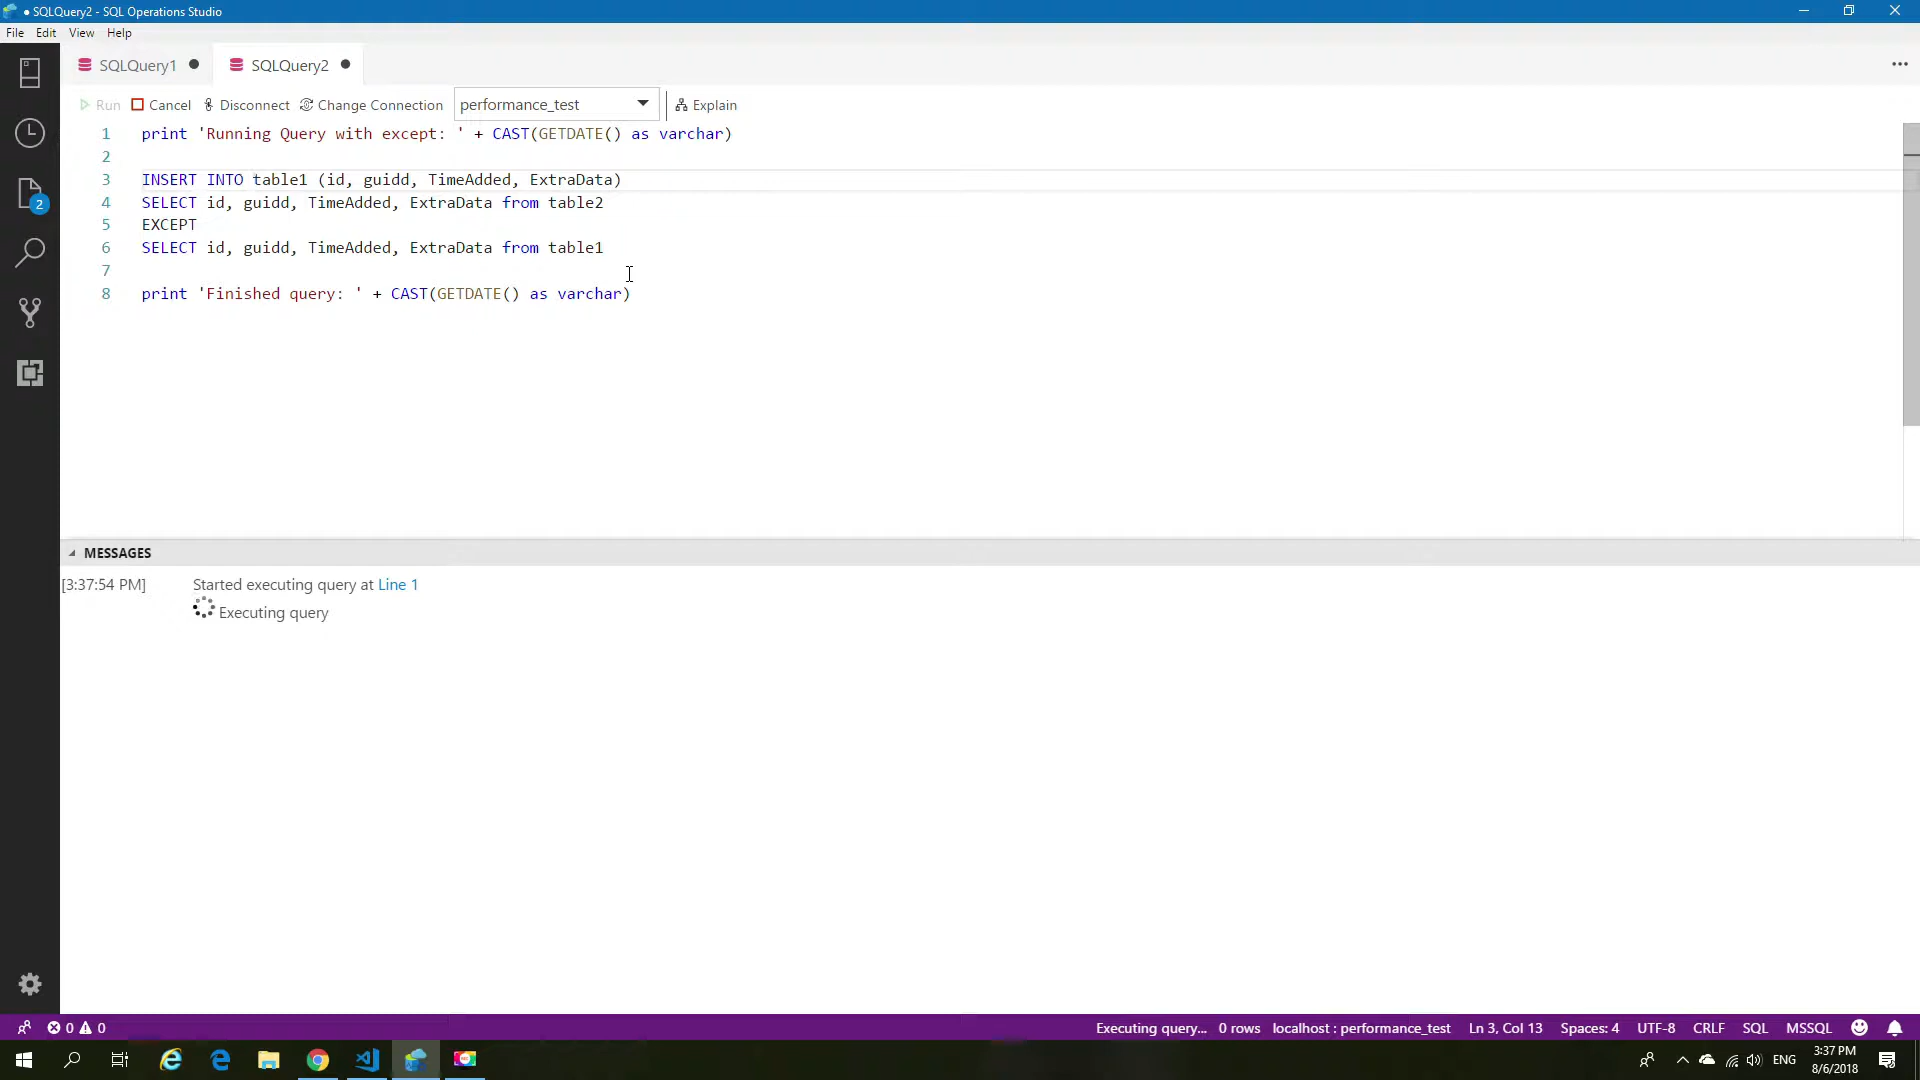 SQLQuery2 - SQL Operations Studio
File Edit View Help
SQLQuery1 SQLQuery2
Run Cancel Disconnect Change Connection performance_test Explain
1 print 'Running Query with except: ' + CAST(GETDATE() as varchar)
2
3 INSERT INTO table1 (id, guidd, TimeAdded, ExtraData)
4 SELECT id, guidd, TimeAdded, ExtraData from table2
5 EXCEPT
6 SELECT id, guidd, TimeAdded, ExtraData from table1
7
8 print 'Finished query: ' + CAST(GETDATE() as varchar)
2
MESSAGES
[3:37:54 PM] Started executing query at Line 1
Executing query
0 0 Executing query... 0 rows localhost : performance_test Ln 3, Col 13 Spaces: 4 UTF-8 CRLF SQL MSSQL
ENG 3:37 PM
8/6/2018